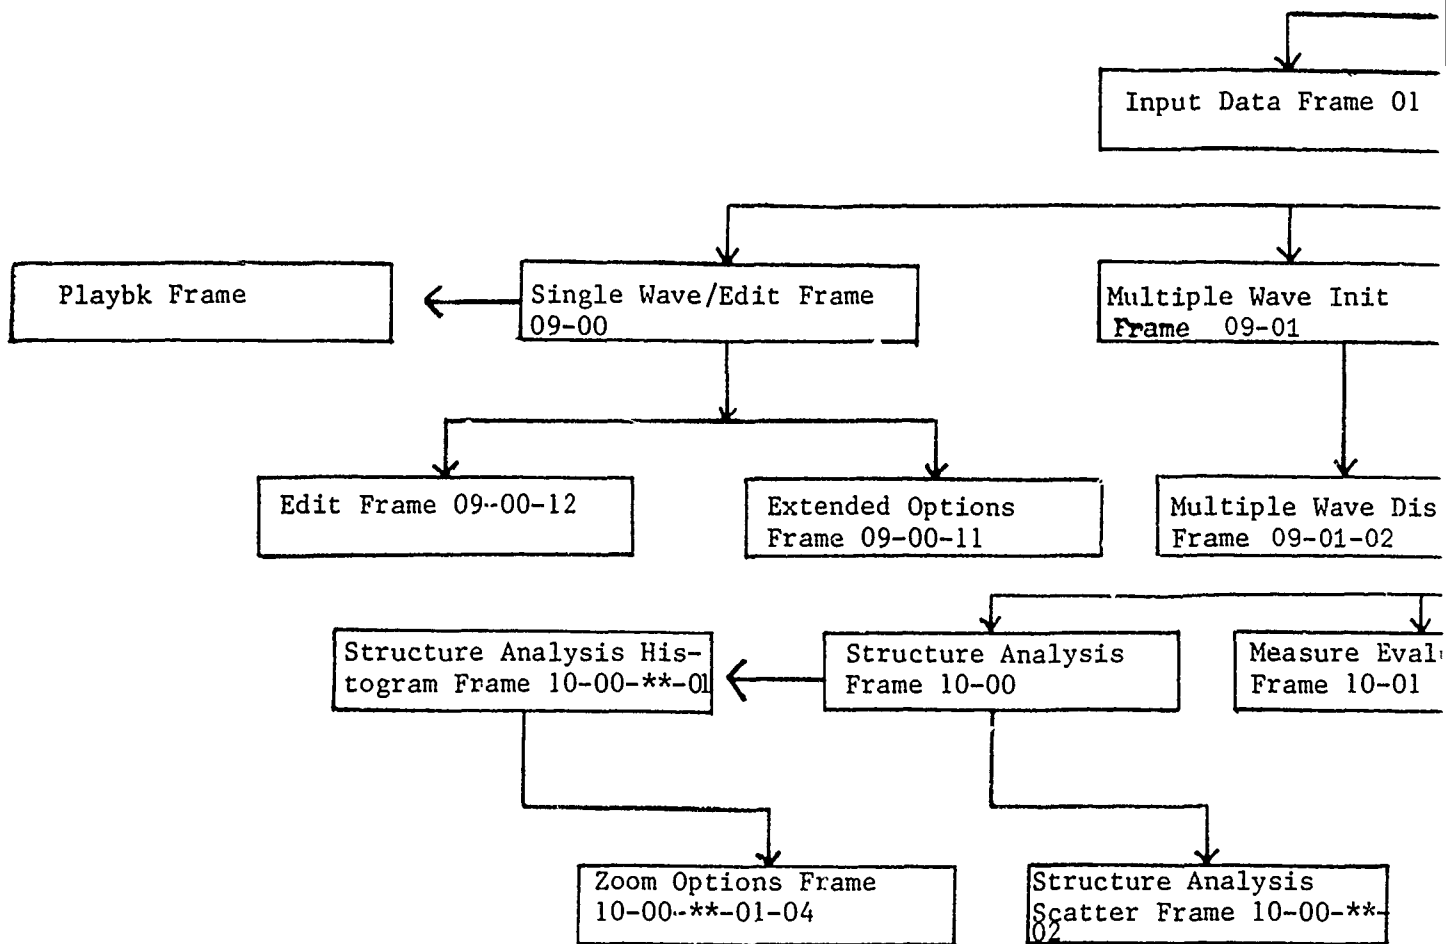 Input Data Frame 01
Playbk Frame
Single Wave/Edit Frame
09-00
Multiple Wave Init
Frame 09-01
Edit Frame 09-00-12
Extended Options
Frame 09-00-11
Multiple Wave Dis
Frame 09-01-02
Structure Analysis His-
togram Frame 10-00-**-01
Structure Analysis
Frame 10-00
Measure Eval
Frame 10-01
Zoom Options Frame
10-00-**-01-04
Structure Analysis
Scatter Frame 10-00-**-
02